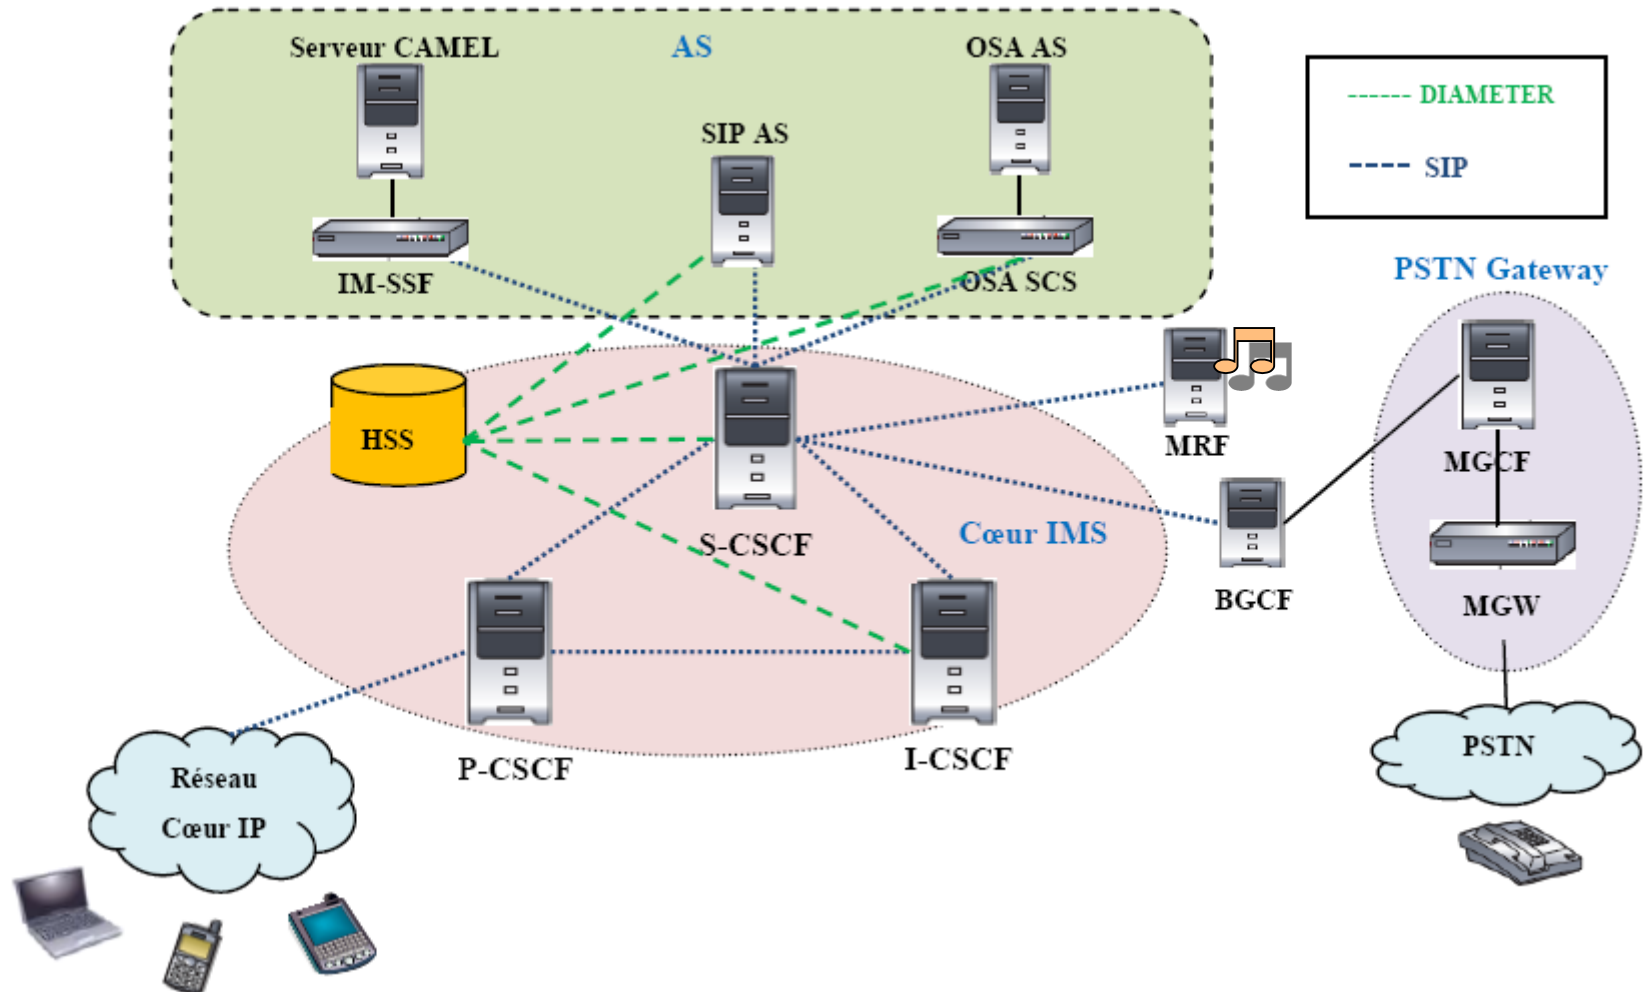 Serveur CAMEL
AS
OSA AS
SIP AS
IM-SSF
OSA SCS
------ DIAMETER
---- SIP
PSTN Gateway
HSS
S-CSCF
Cœur IMS
MRF
BGCF
MGCF
MGW
P-CSCF
I-CSCF
Réseau
Cœur IP
PSTN